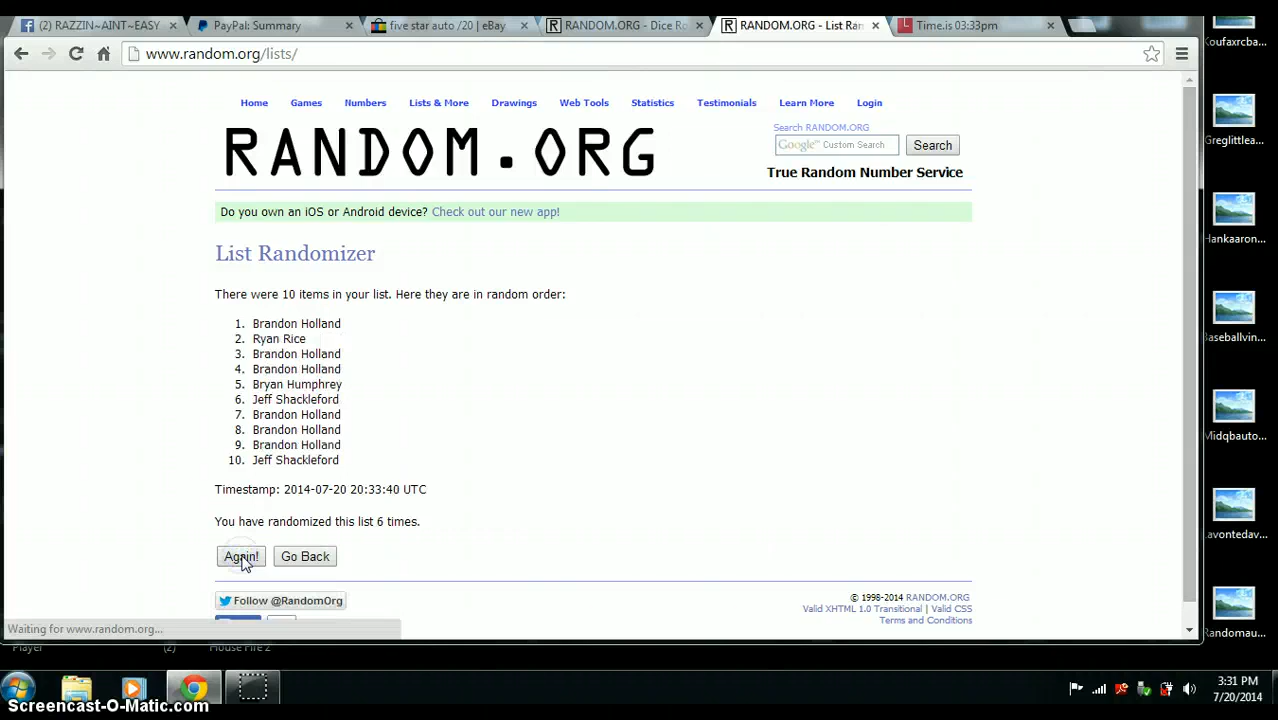 (2) RAZZIN~AINT~EASY
PayPal: Summary
five star auto /20 | eBay
RANDOM.ORG - Dice Ro
RANDOM.ORG - List Ran
Time.is 03:33pm
www.random.org/lists/
Home Games Numbers Lists & More Drawings Web Tools Statistics Testimonials Learn More Login
RANDOM.ORG
Search RANDOM.ORG
Google™ Custom Search
Search
True Random Number Service
Do you own an iOS or Android device? Check out our new app!
List Randomizer
There were 10 items in your list. Here they are in random order:
1. Brandon Holland
2. Ryan Rice
3. Brandon Holland
4. Brandon Holland
5. Bryan Humphrey
6. Jeff Shackleford
7. Brandon Holland
8. Brandon Holland
9. Brandon Holland
10. Jeff Shackleford
Timestamp: 2014-07-20 20:33:40 UTC
You have randomized this list 6 times.
Again! Go Back
Follow @RandomOrg
© 1998-2014 RANDOM.ORG
Valid XHTML 1.0 Transitional | Valid CSS
Terms and Conditions
Waiting for www.random.org...
Player (2) House Fire 2
Koufaxrcba...
Greglittlea...
Hankaaron...
Baseballvin...
Midqbauto...
Lavontedav...
Randomau...
3:31 PM
7/20/2014
Screencast-O-Matic.com